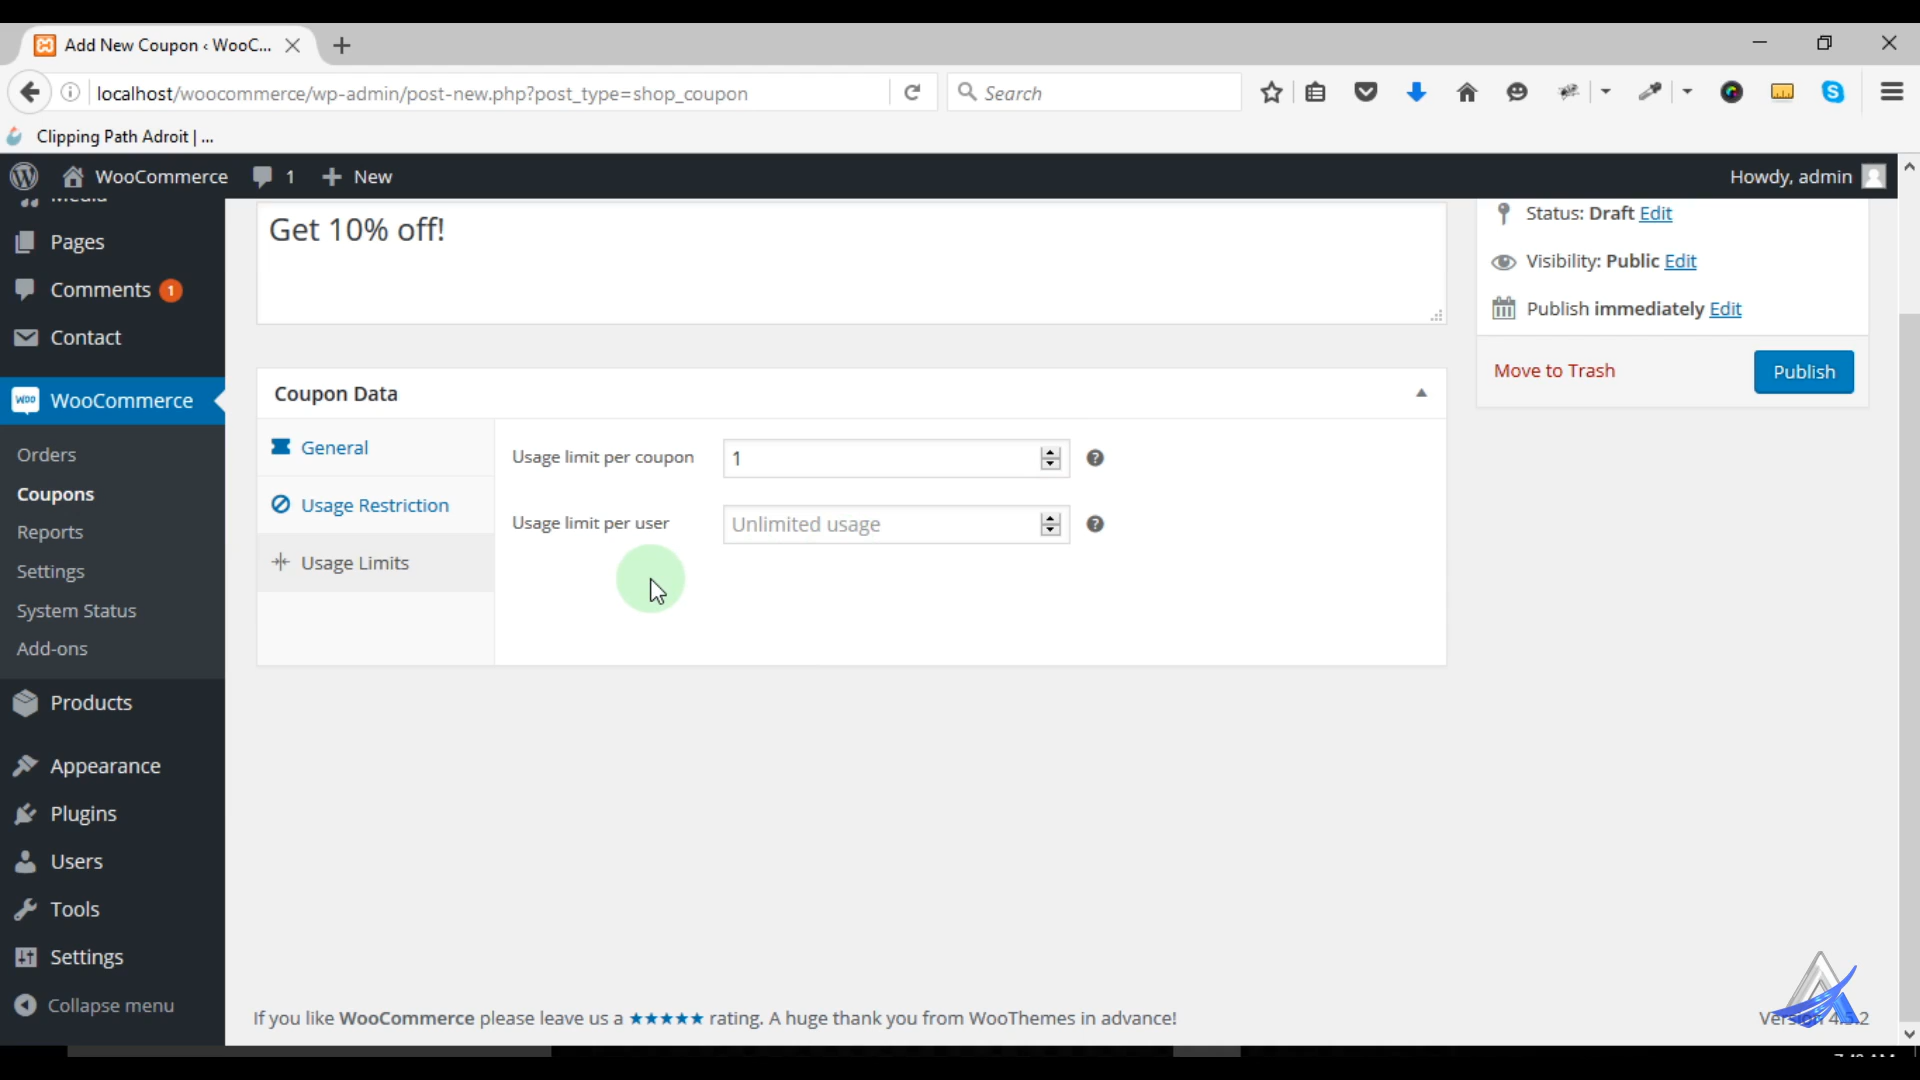 Add New Coupon ‹ WooC...
localhost/woocommerce/wp-admin/post-new.php?post_type=shop_coupon
Search
Clipping Path Adroit | ...
WooCommerce
1
New
Howdy, admin
Media
Pages
Comments 1
Contact
WooCommerce
Orders
Coupons
Reports
Settings
System Status
Add-ons
Products
Appearance
Plugins
Users
Tools
Settings
Collapse menu
Get 10% off!
Coupon Data
General
Usage Restriction
Usage Limits
Usage limit per coupon
1
Usage limit per user
Unlimited usage
Status: Draft Edit
Visibility: Public Edit
Publish immediately Edit
Move to Trash
Publish
If you like WooCommerce please leave us a ★★★★★ rating. A huge thank you from WooThemes in advance!
Version 4.5.2